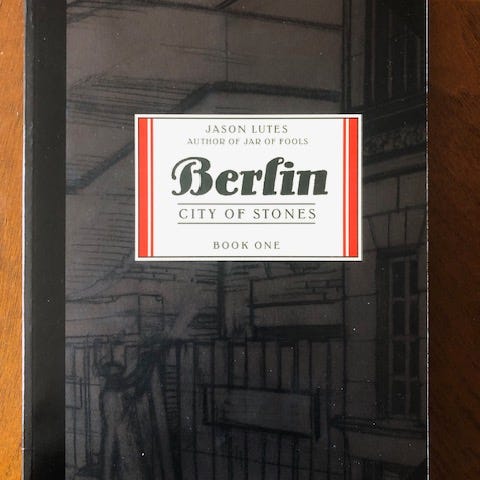 JASON LUTES
AUTHOR OF JAR OF FOOLS
Berlin
CITY OF STONES
BOOK ONE